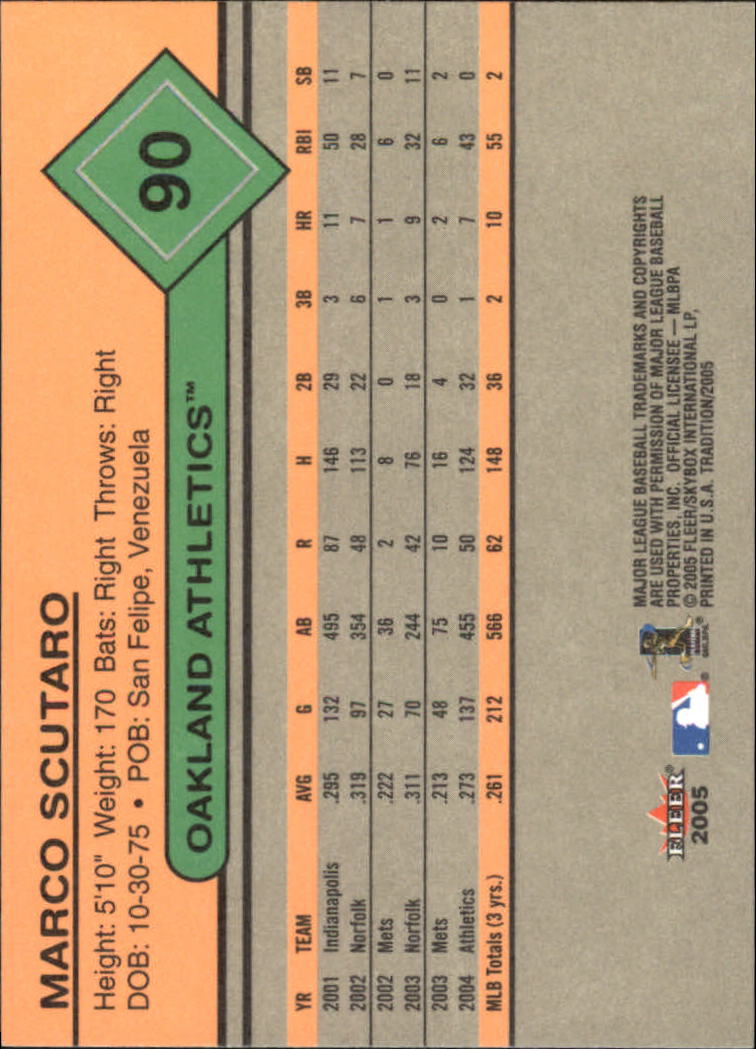 MARCO SCUTARO
Height: 5'10" Weight: 170 Bats: Right Throws: Right
DOB: 10-30-75 • POB: San Felipe, Venezuela
90
OAKLAND ATHLETICS™
YR TEAM AVG G AB R H 2B 3B HR RBI SB
2001 Indianapolis .295 132 495 87 146 29 3 11 50 11
2002 Norfolk .319 97 354 48 113 22 6 7 28 7
2002 Mets .222 27 36 2 8 0 1 1 6 0
2003 Norfolk .311 70 244 42 76 18 3 9 32 11
2003 Mets .213 48 75 10 16 4 0 2 6 2
2004 Athletics .273 137 455 50 124 32 1 7 43 0
MLB Totals (3 yrs.) .261 212 566 62 148 36 2 10 55 2
FLEER®
2005
MAJOR LEAGUE BASEBALL TRADEMARKS AND COPYRIGHTS
ARE USED WITH PERMISSION OF MAJOR LEAGUE BASEBALL
PROPERTIES, INC. OFFICIAL LICENSEE — MLBPA
© 2005 FLEER/SKYBOX INTERNATIONAL LP,
PRINTED IN U.S.A. TRADITION/2005